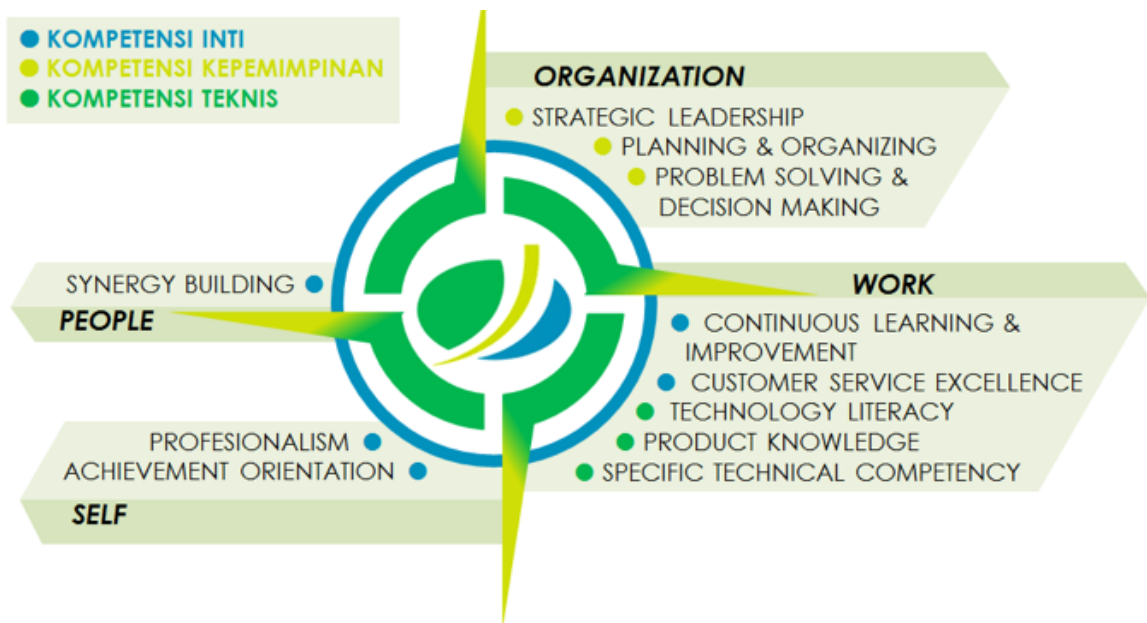 KOMPETENSI INTI
KOMPETENSI KEPEMIMPINAN
KOMPETENSI TEKNIS
ORGANIZATION
STRATEGIC LEADERSHIP
PLANNING & ORGANIZING
PROBLEM SOLVING &
DECISION MAKING
SYNERGY BUILDING
PEOPLE
WORK
CONTINUOUS LEARNING &
IMPROVEMENT
CUSTOMER SERVICE EXCELLENCE
TECHNOLOGY LITERACY
PRODUCT KNOWLEDGE
SPECIFIC TECHNICAL COMPETENCY
PROFESIONALISM
ACHIEVEMENT ORIENTATION
SELF